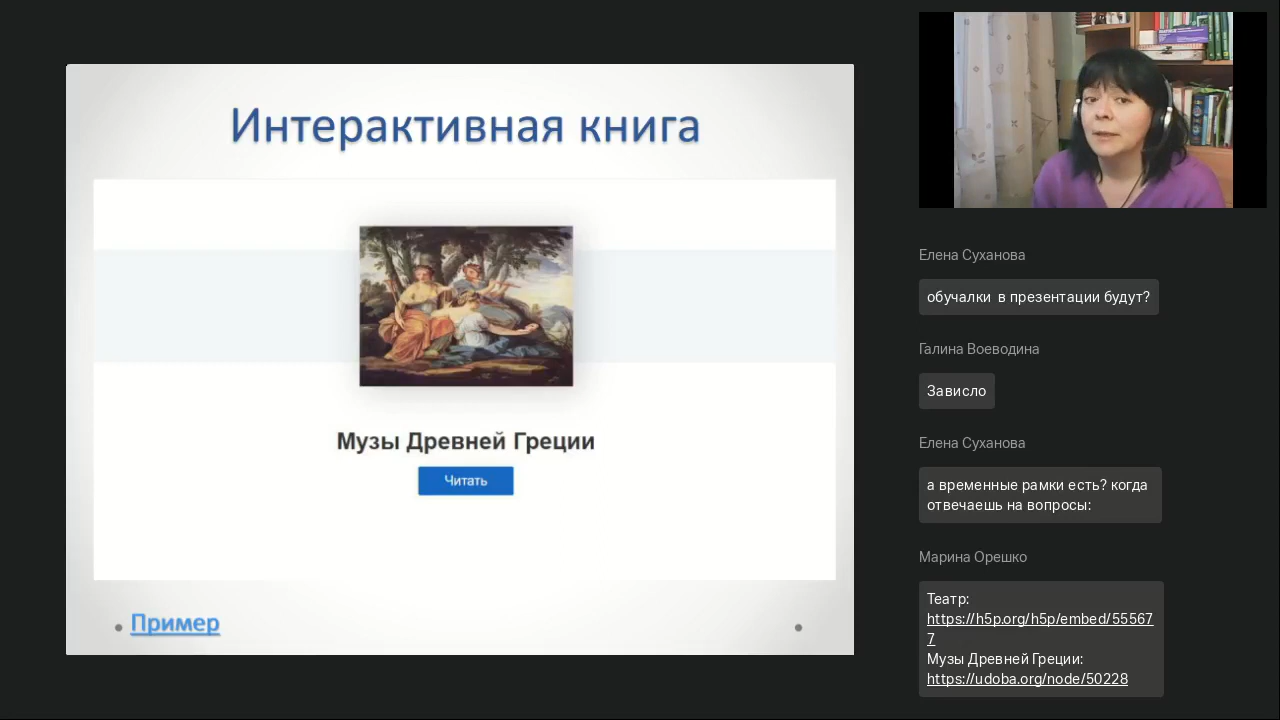 Интерактивная книга
Музы Древней Греции
Читать
Пример
Елена Суханова
обучалки в презентации будут?
Галина Воеводина
Зависло
Елена Суханова
а временные рамки есть? когда
отвечаешь на вопросы:
Марина Орешко
Театр:
https://h5p.org/h5p/embed/55567
7
Музы Древней Греции:
https://udoba.org/node/50228